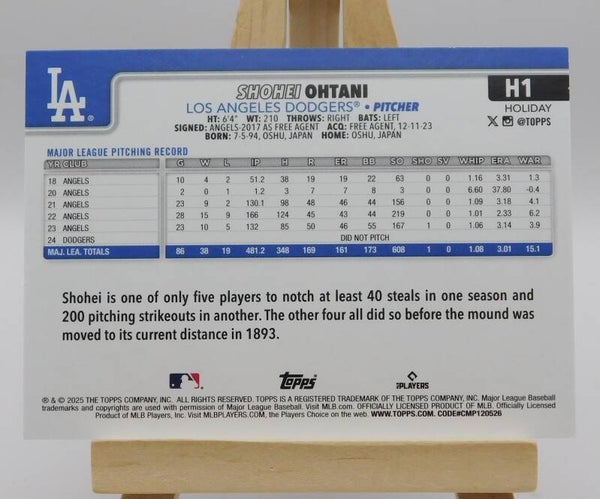 LA
SHOHEI OHTANI
LOS ANGELES DODGERS® • PITCHER
HT: 6'4" WT: 210 THROWS: RIGHT BATS: LEFT
SIGNED: ANGELS-2017 AS FREE AGENT ACQ: FREE AGENT, 12-11-23
BORN: 7-5-94, OSHU, JAPAN HOME: OSHU, JAPAN
H1
HOLIDAY
X @TOPPS
MAJOR LEAGUE PITCHING RECORD
YR CLUB G W L IP H R ER BB SO SHO SV WHIP ERA WAR
18 ANGELS 10 4 2 51.2 38 19 19 22 63 0 0 1.16 3.31 1.3
20 ANGELS 2 0 1 1.2 3 7 7 8 3 0 0 6.60 37.80 -0.4
21 ANGELS 23 9 2 130.1 98 48 46 44 156 0 0 1.09 3.18 4.1
22 ANGELS 28 15 9 166 124 45 43 44 219 0 0 1.01 2.33 6.2
23 ANGELS 23 10 5 132 85 50 46 55 167 1 0 1.06 3.14 3.9
24 DODGERS DID NOT PITCH
MAJ. LEA. TOTALS 86 38 19 481.2 348 169 161 173 608 1 0 1.08 3.01 15.1
Shohei is one of only five players to notch at least 40 steals in one season and
200 pitching strikeouts in another. The other four all did so before the mound was
moved to its current distance in 1893.
Topps
PLAYERS
® & © 2025 THE TOPPS COMPANY, INC. ALL RIGHTS RESERVED. TOPPS IS A REGISTERED TRADEMARK OF THE TOPPS COMPANY, INC. Major League Baseball
trademarks and copyrights are used with permission of Major League Baseball. Visit MLB.com. OFFICIALLY LICENSED PRODUCT OF MLB. Officially Licensed
Product of MLB Players, Inc. Visit MLBPLAYERS.COM, the Players Choice on the web. WWW.TOPPS.COM. CODE#CMP120526